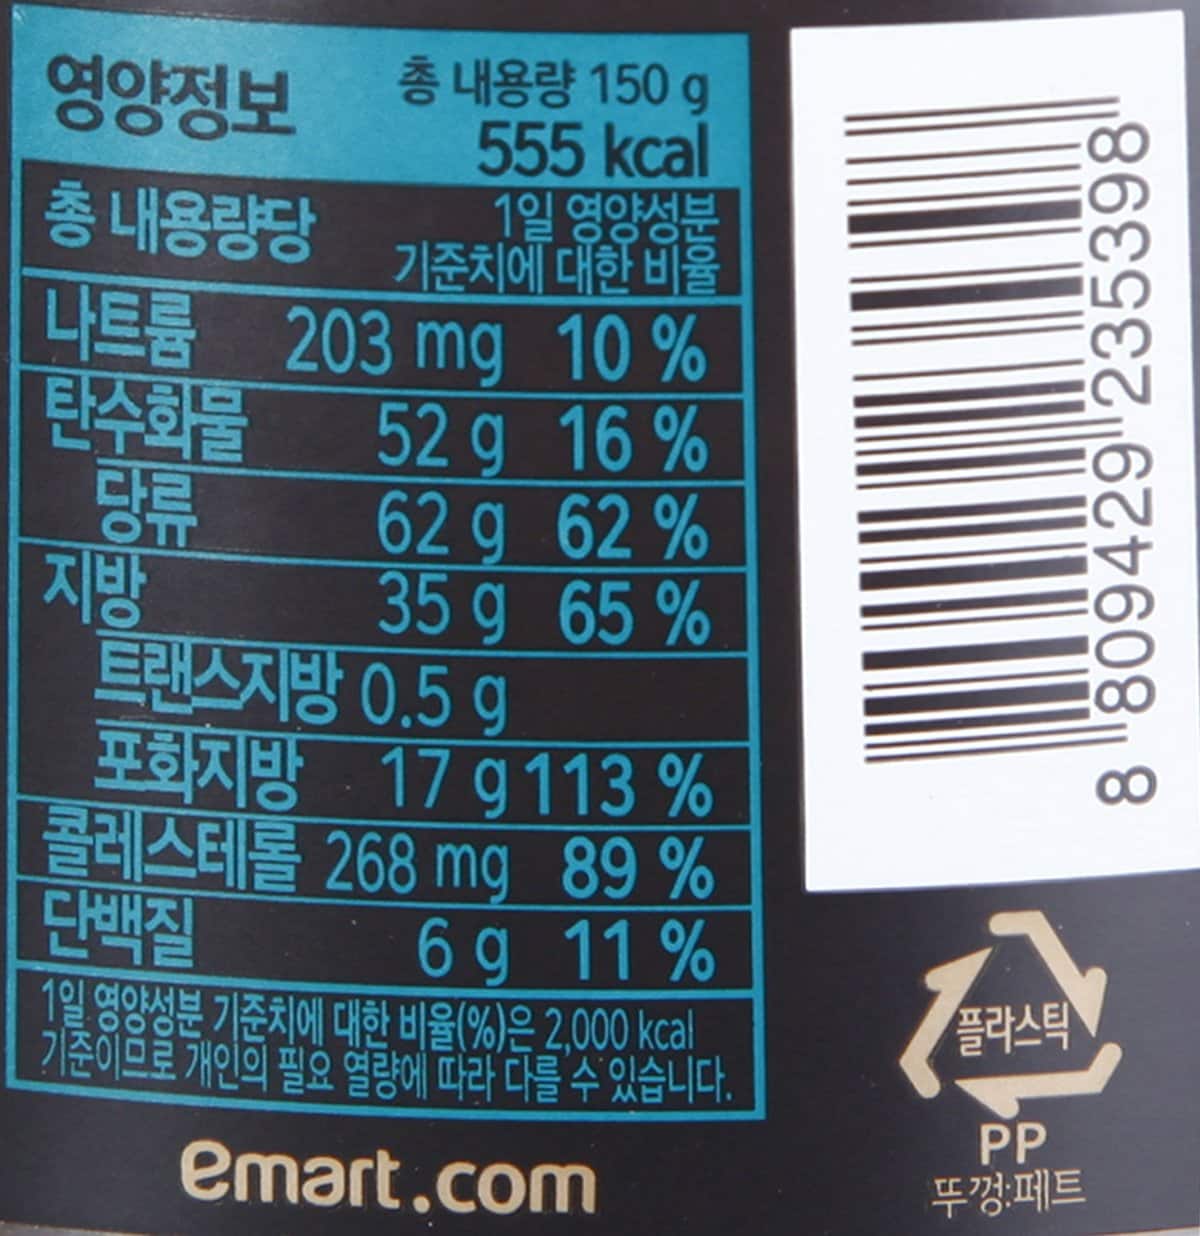 영양정보
총 내용량 150 g
555 kcal
총 내용량당
1일 영양성분
기준치에 대한 비율
나트륨 203 mg 10 %
탄수화물 52 g 16 %
당류 62 g 62 %
지방 35 g 65 %
트랜스지방 0.5 g
포화지방 17 g 113 %
콜레스테롤 268 mg 89 %
단백질 6 g 11 %
1일 영양성분 기준치에 대한 비율(%)은 2,000 kcal
기준이므로 개인의 필요 열량에 따라 다를 수 있습니다.
emart.com
8 809429 235398
플라스틱
PP
뚜껑:페트